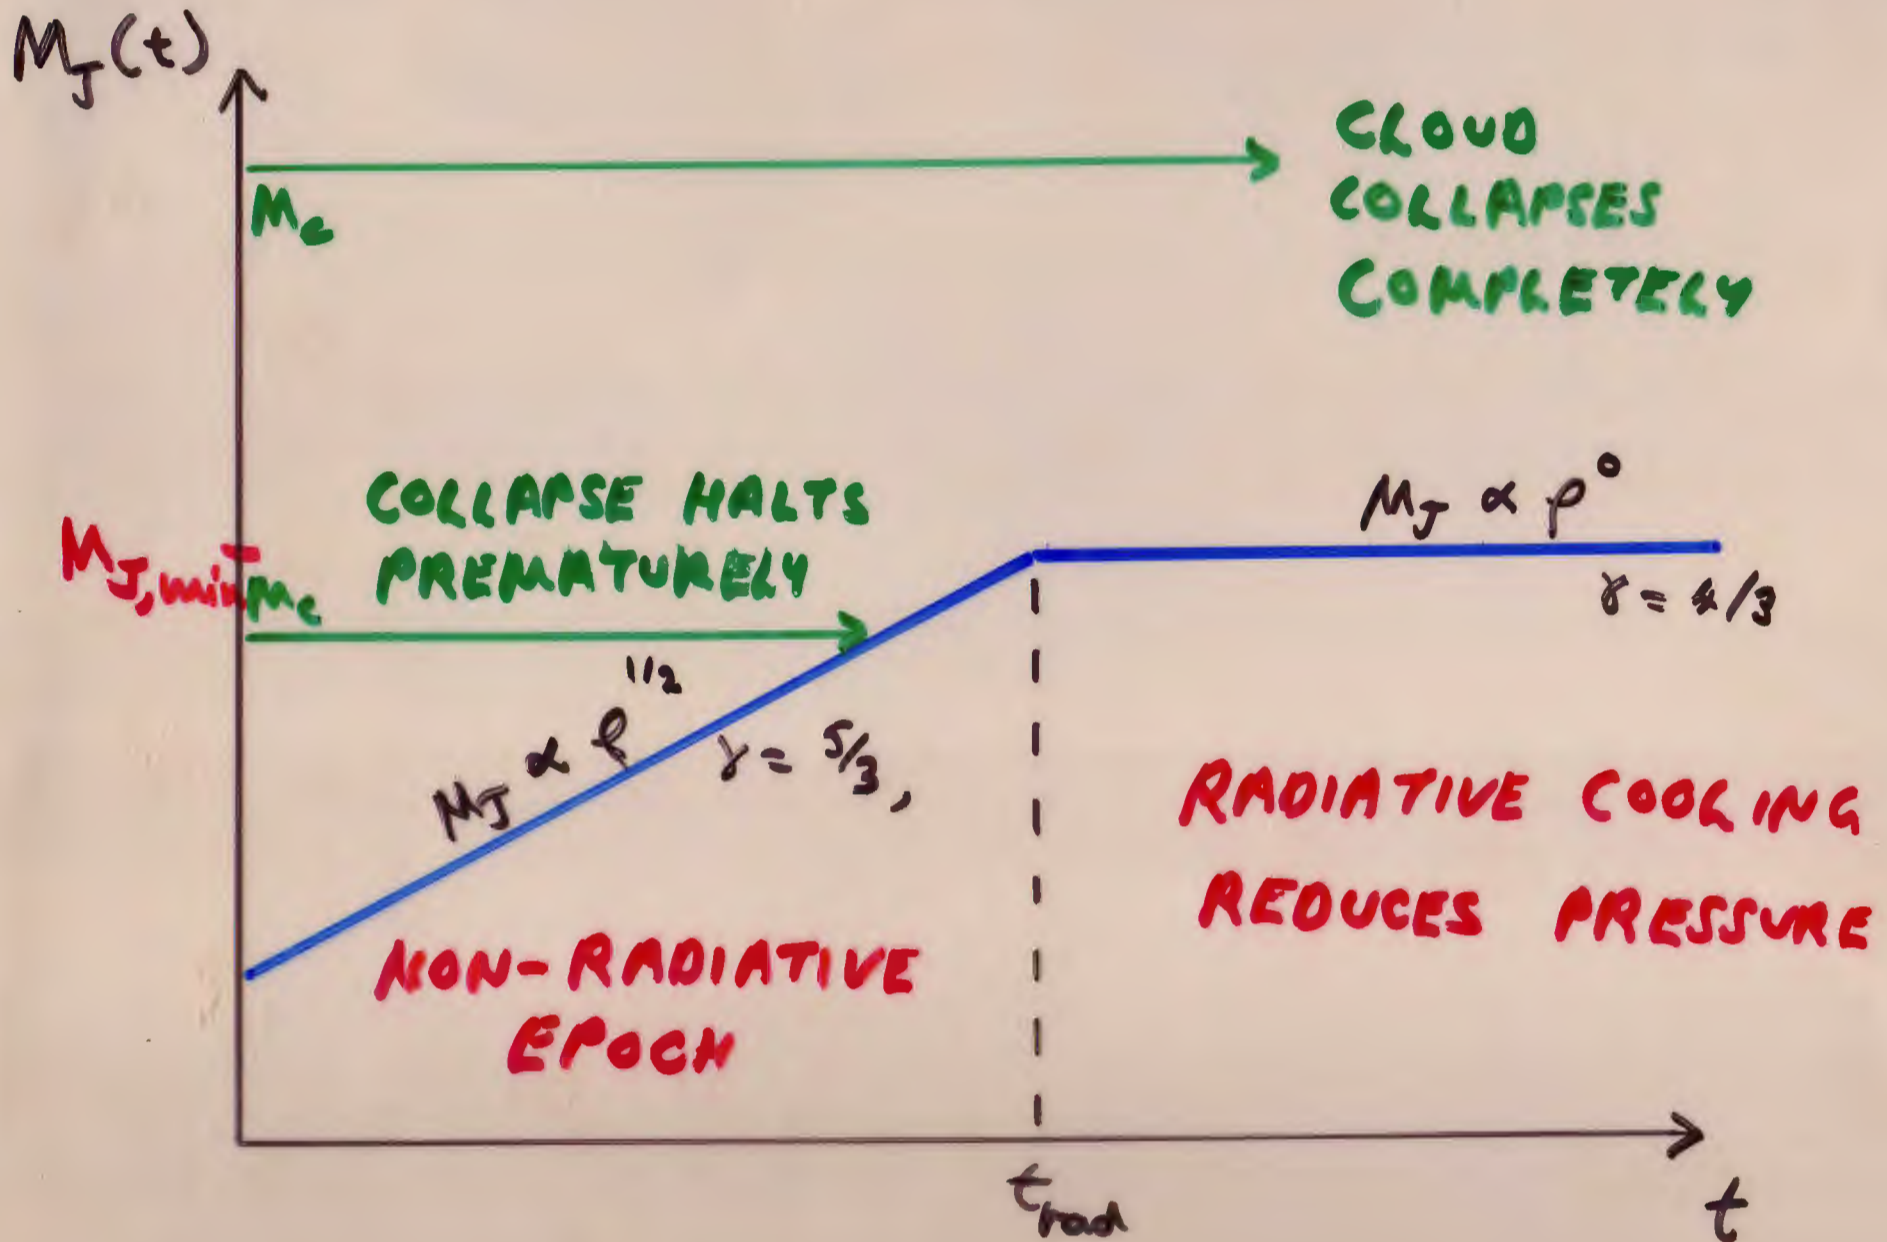 M_J(t)
CLOUD
COLLAPSES
COMPLETELY
M_c
COLLAPSE HALTS
PREMATURELY
M_J,min
M_c
M_J ∝ ρ^0
γ = 4/3
M_J ∝ ρ^1/2
γ = 5/3,
RADIATIVE COOLING
REDUCES PRESSURE
NON-RADIATIVE
EPOCH
t_rad
t